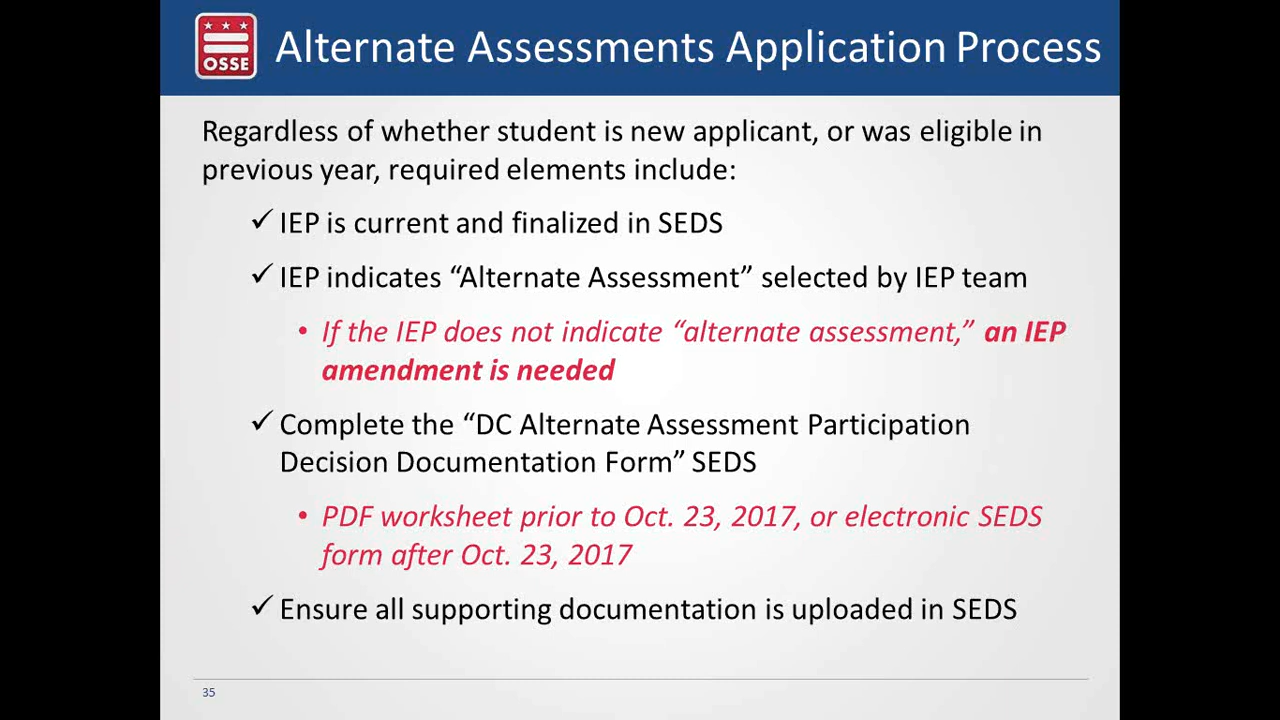 OSSE
Alternate Assessments Application Process
Regardless of whether student is new applicant, or was eligible in
previous year, required elements include:
✓ IEP is current and finalized in SEDS
✓ IEP indicates “Alternate Assessment” selected by IEP team
• If the IEP does not indicate “alternate assessment,” an IEP
amendment is needed
✓ Complete the “DC Alternate Assessment Participation
Decision Documentation Form” SEDS
• PDF worksheet prior to Oct. 23, 2017, or electronic SEDS
form after Oct. 23, 2017
✓ Ensure all supporting documentation is uploaded in SEDS
35